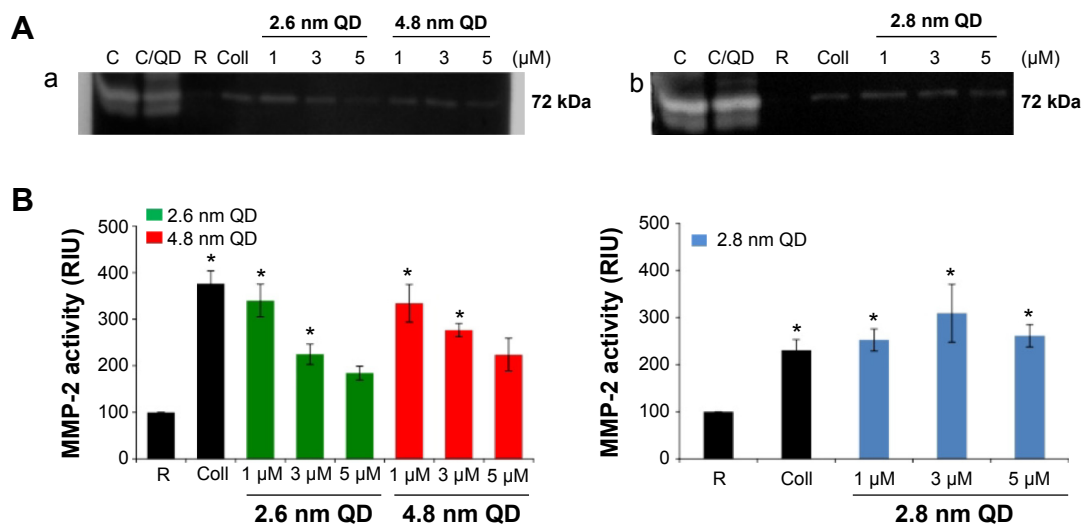 A
2.6 nm QD 4.8 nm QD
C C/QD R Coll 1 3 5 1 3 5 (µM)
a
72 kDa
2.8 nm QD
C C/QD R Coll 1 3 5 (µM)
b
72 kDa
B
2.6 nm QD
4.8 nm QD
MMP-2 activity (RIU)
500
400
300
200
100
0
* * * * *
R Coll 1 µM 3 µM 5 µM 1 µM 3 µM 5 µM
2.6 nm QD 4.8 nm QD
2.8 nm QD
MMP-2 activity (RIU)
500
400
300
200
100
0
* * * *
R Coll 1 µM 3 µM 5 µM
2.8 nm QD